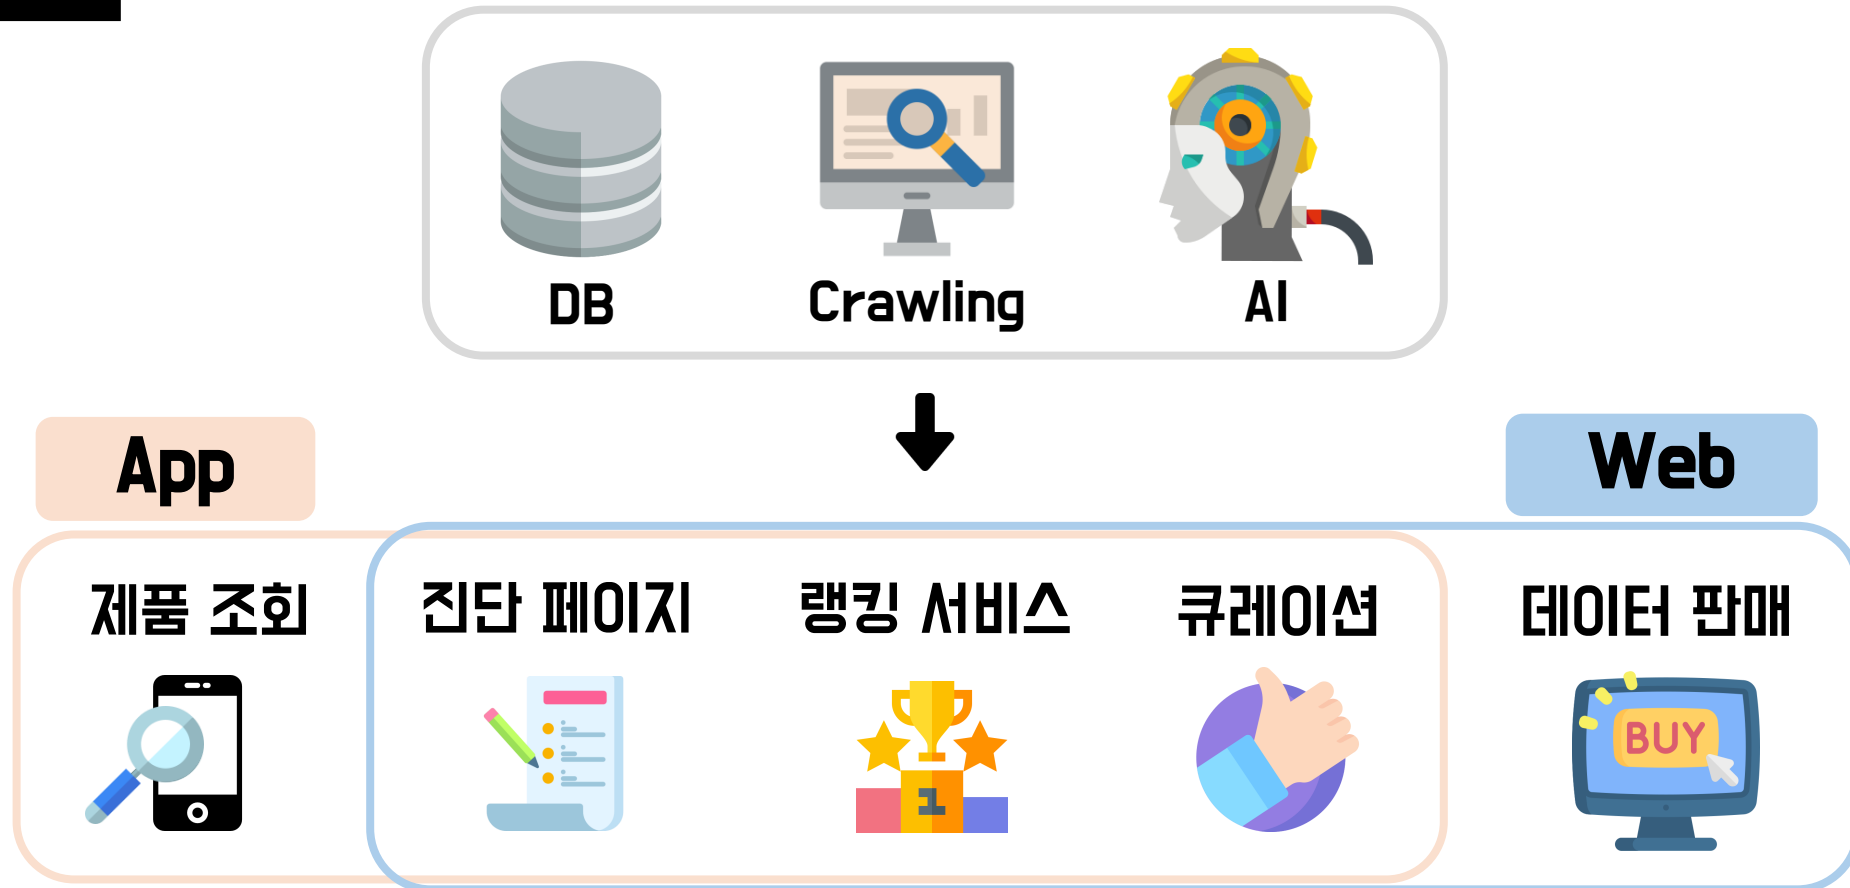 DB
Crawling
AI
App
Web
제품 조회
진단 페이지
랭킹 서비스
큐레이션
데이터 판매
1
BUY